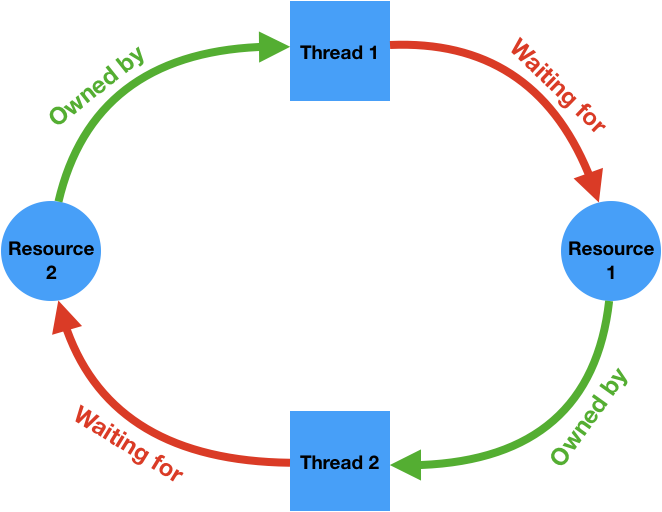 Thread 1
Owned by
Waiting for
Resource
2
Resource
1
Waiting for
Owned by
Thread 2